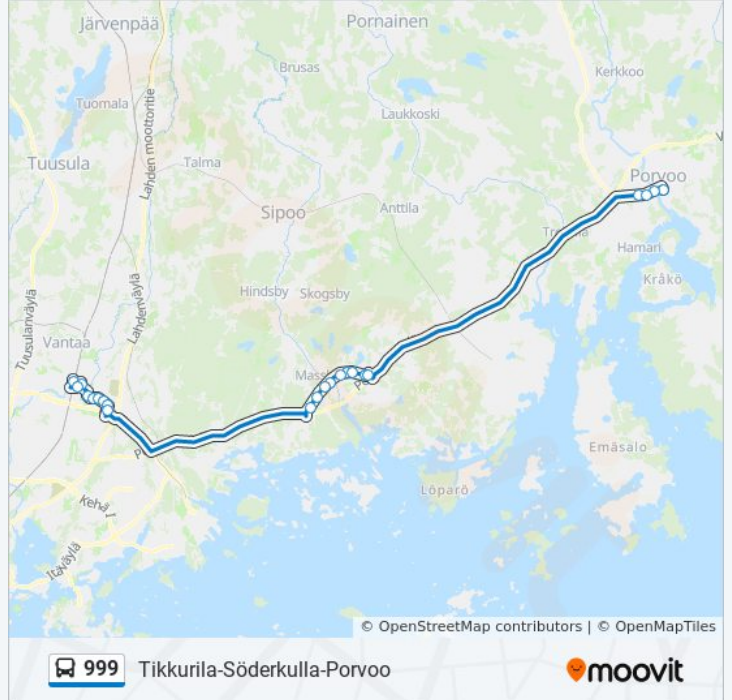 Järvenpää
Pornainen
Brusas
Kerkkoo
Tuomala
Laukkoski
Lahden moottoritie
Tuusula
Talma
Porvoo
Sipoo
Anttila
Hamari
Kråkö
Hindsby
Skogsby
Tuusulanväylä
Lahdenväylä
Vantaa
Emäsalo
Löparö
Kehä I
Itäväylä
© OpenStreetMap contributors | © OpenMapTiles
999 Tikkurila-Söderkulla-Porvoo
moovit